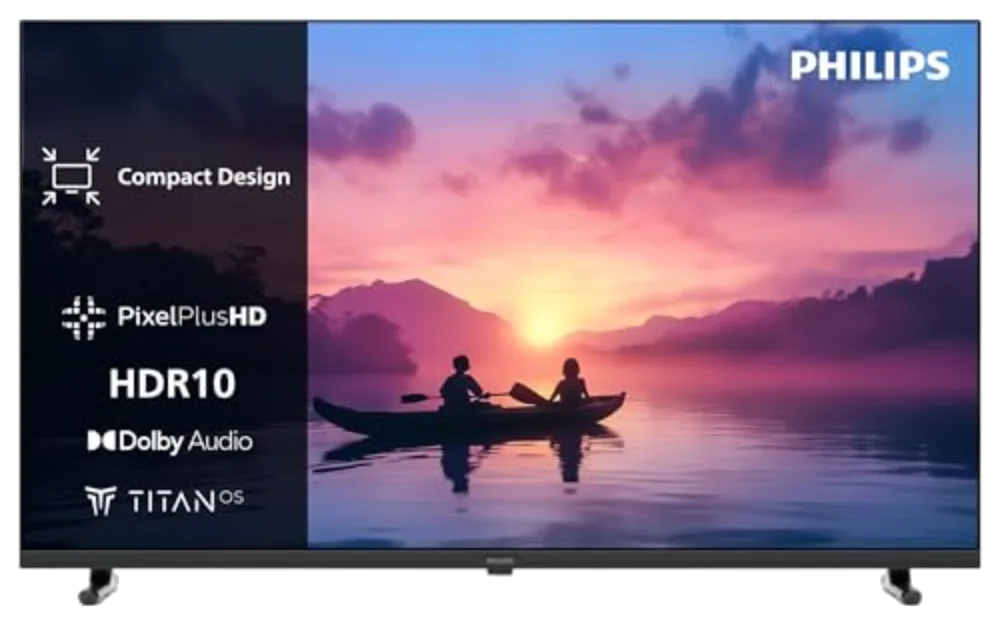 PHILIPS
Compact Design
PixelPlusHD
HDR10
Dolby Audio
TITAN OS